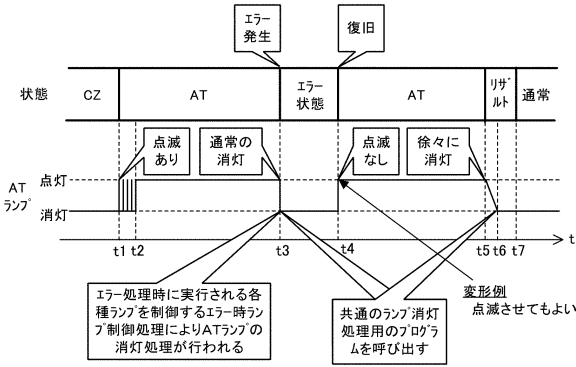 ｴﾗｰ
発生
復旧
状態
CZ
AT
ｴﾗｰ
状態
AT
ﾘｻﾞ
ﾙﾄ
通常
点滅
あり
通常の
消灯
点滅
なし
徐々に
消灯
AT
ﾗﾝﾌﾟ
点灯
消灯
t1 t2 t3 t4 t5 t6 t7 t
エラー処理時に実行される各
種ランプを制御するエラー時ラン
プ制御処理によりＡＴランプの
消灯処理が行われる
共通のランプ消灯
処理用のプログラ
ムを呼び出す
変形例
点滅させてもよい